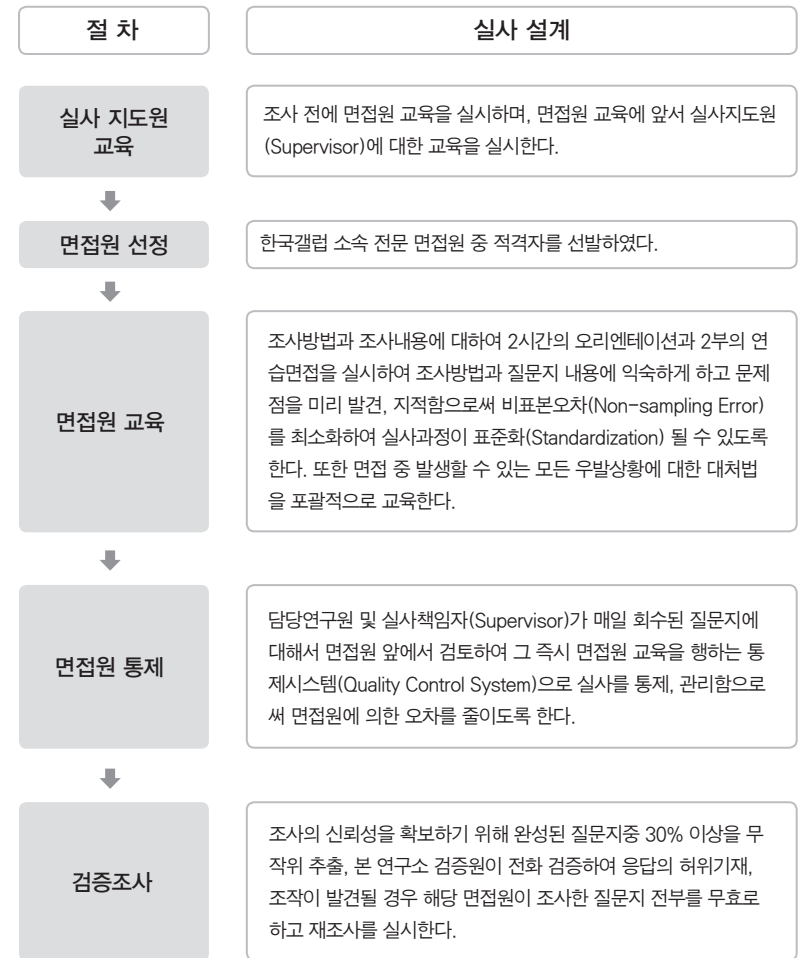 절 차
실사 설계
실사 지도원
교육
조사 전에 면접원 교육을 실시하며, 면접원 교육에 앞서 실사지도원
(Supervisor)에 대한 교육을 실시한다.
면접원 선정
한국갤럽 소속 전문 면접원 중 적격자를 선발하였다.
면접원 교육
조사방법과 조사내용에 대하여 2시간의 오리엔테이션과 2부의 연
습면접을 실시하여 조사방법과 질문지 내용에 익숙하게 하고 문제
점을 미리 발견, 지적함으로써 비표본오차(Non-sampling Error)
를 최소화하여 실사과정이 표준화(Standardization) 될 수 있도록
한다. 또한 면접 중 발생할 수 있는 모든 우발상황에 대한 대처법
을 포괄적으로 교육한다.
면접원 통제
담당연구원 및 실사책임자(Supervisor)가 매일 회수된 질문지에
대해서 면접원 앞에서 검토하여 그 즉시 면접원 교육을 행하는 통
제시스템(Quality Control System)으로 실사를 통제, 관리함으로
써 면접원에 의한 오차를 줄이도록 한다.
검증조사
조사의 신뢰성을 확보하기 위해 완성된 질문지중 30% 이상을 무
작위 추출, 본 연구소 검증원이 전화 검증하여 응답의 허위기재,
조작이 발견될 경우 해당 면접원이 조사한 질문지 전부를 무효로
하고 재조사를 실시한다.